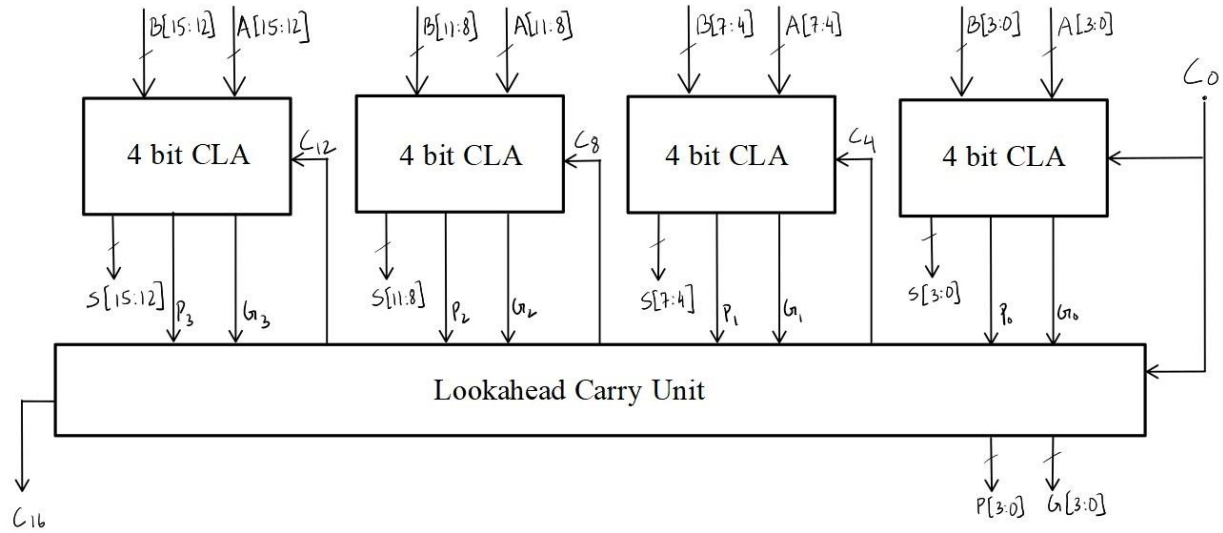 B[15:12] A[15:12] B[11:8] A[11:8] B[7:4] A[7:4] B[3:0] A[3:0]
C0
4 bit CLA C12 4 bit CLA C8 4 bit CLA C4 4 bit CLA
S[15:12] P3 G3 S[11:8] P2 G2 S[7:4] P1 G1 S[3:0] P0 G0
Lookahead Carry Unit
C16 P[3:0] G[3:0]